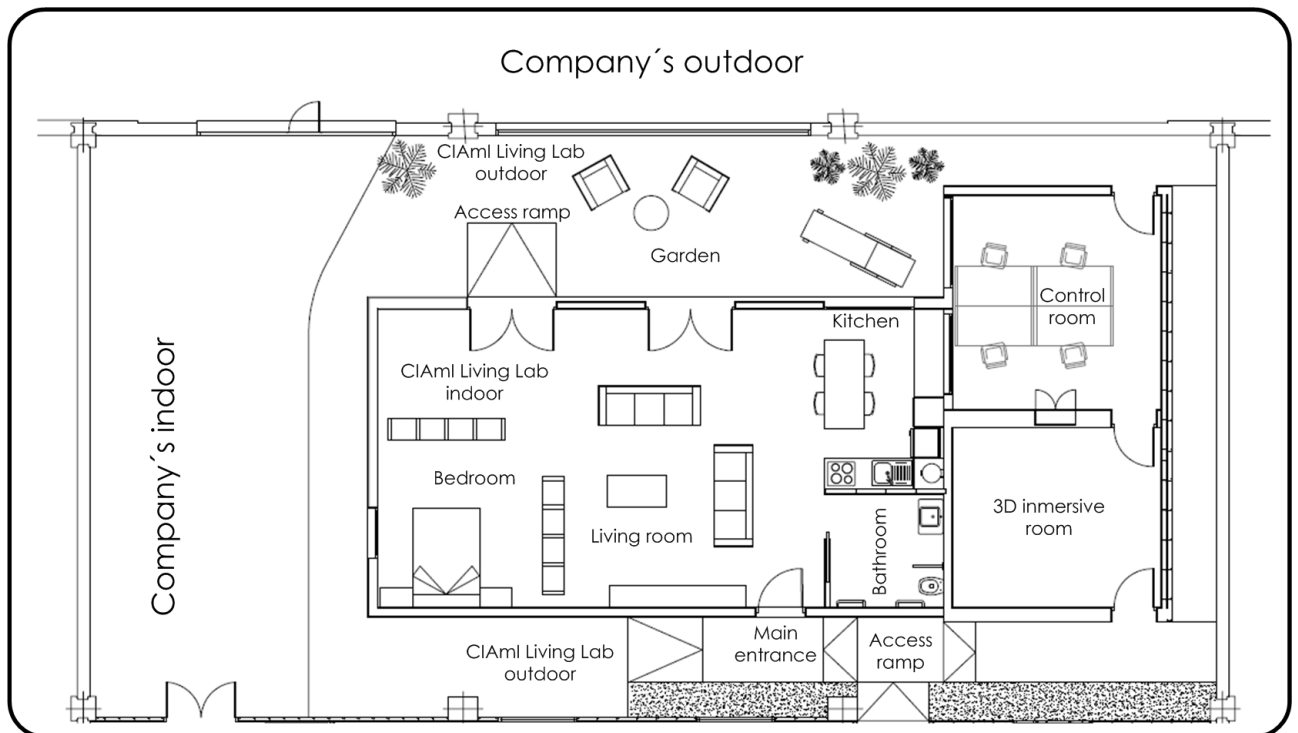 Company´s outdoor
CIAmI Living Lab
outdoor
Access ramp
Garden
Control
room
Kitchen
CIAmI Living Lab
indoor
Company´s indoor
Bedroom
Living room
Bathroom
3D inmersive
room
Main
entrance
Access
ramp
CIAmI Living Lab
outdoor